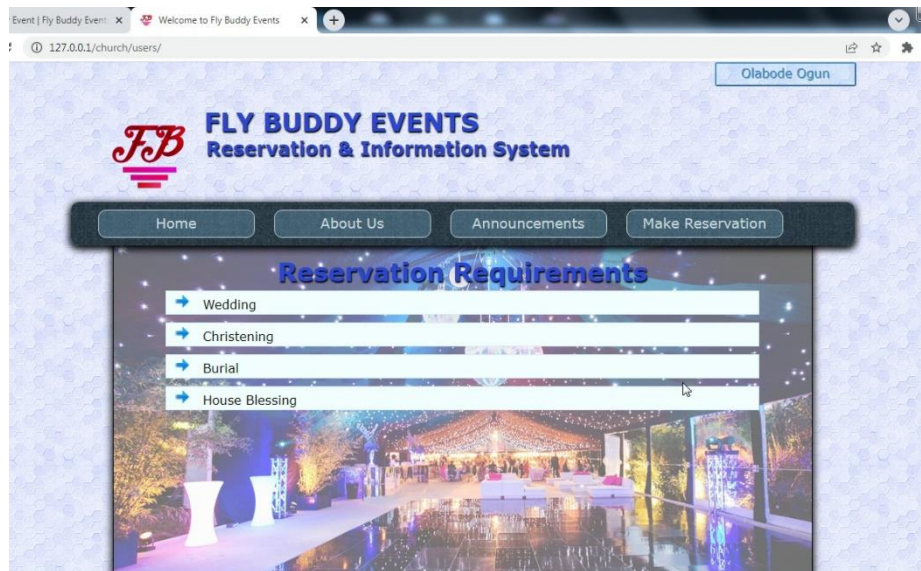 Event | Fly Buddy Event
Welcome to Fly Buddy Events
127.0.0.1/church/users/
Olabode Ogun
FB
FLY BUDDY EVENTS
Reservation & Information System
Home
About Us
Announcements
Make Reservation
Reservation Requirements
Wedding
Christening
Burial
House Blessing